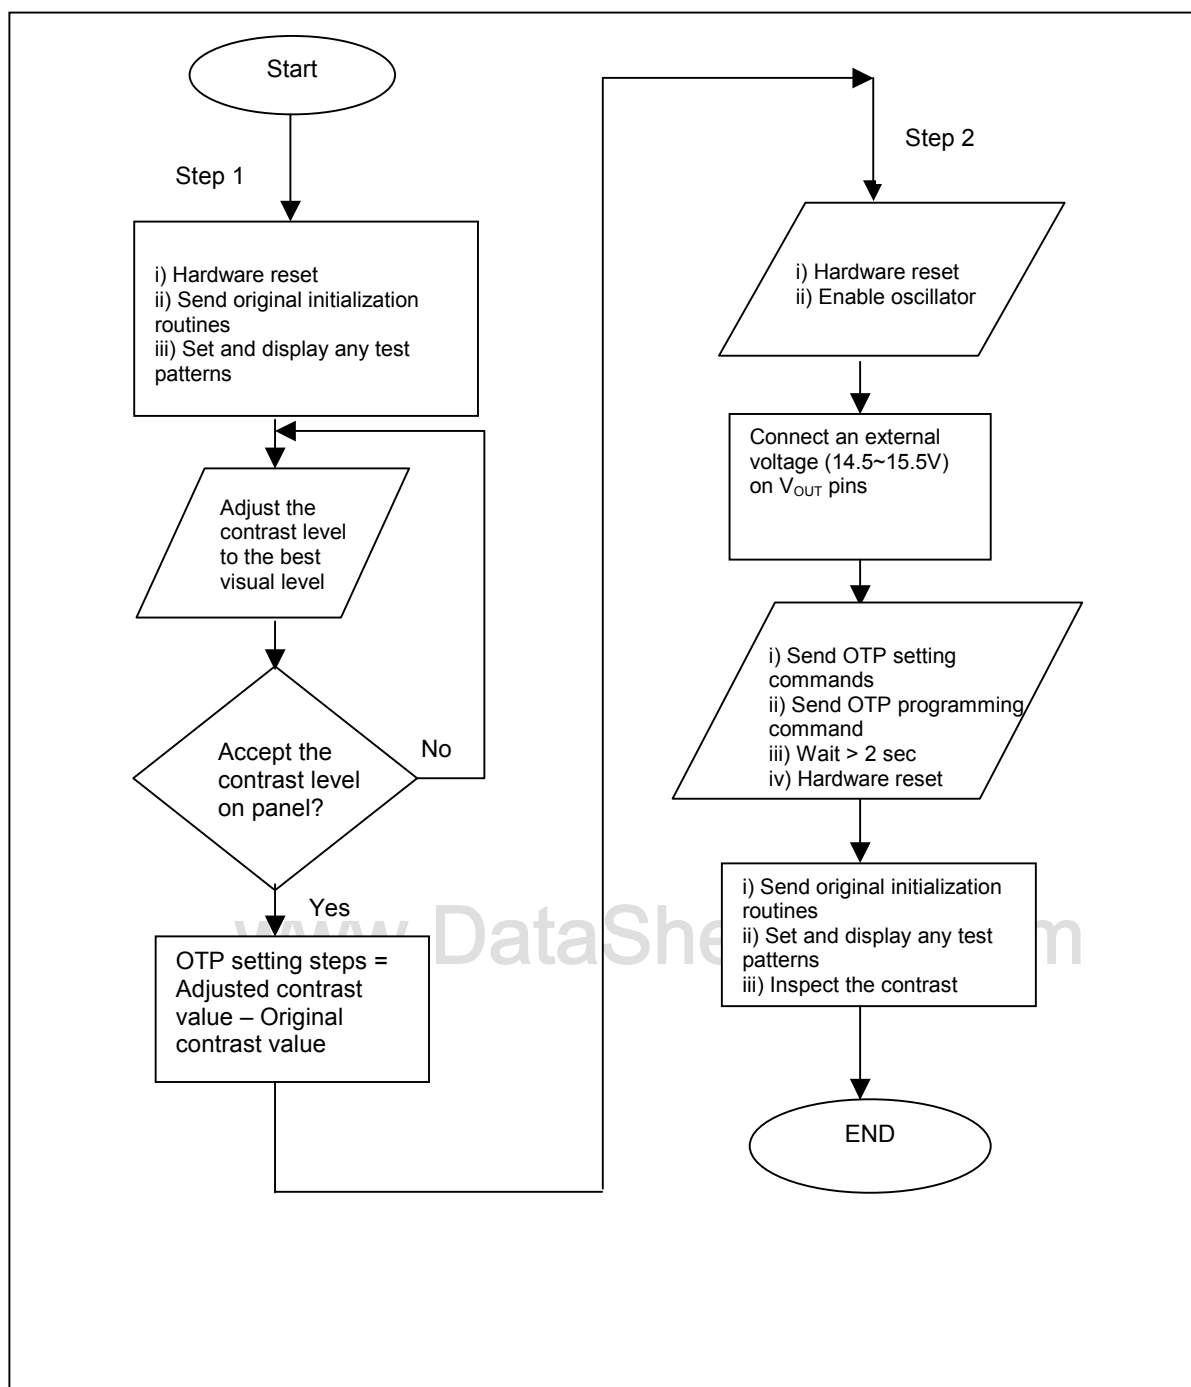 Start
Step 1
i) Hardware reset
ii) Send original initialization
routines
iii) Set and display any test
patterns
Adjust the
contrast level
to the best
visual level
Accept the
contrast level
on panel?
No
Yes
OTP setting steps =
Adjusted contrast
value – Original
contrast value
Step 2
i) Hardware reset
ii) Enable oscillator
Connect an external
voltage (14.5~15.5V)
on VOUT pins
i) Send OTP setting
commands
ii) Send OTP programming
command
iii) Wait > 2 sec
iv) Hardware reset
i) Send original initialization
routines
ii) Set and display any test
patterns
iii) Inspect the contrast
END